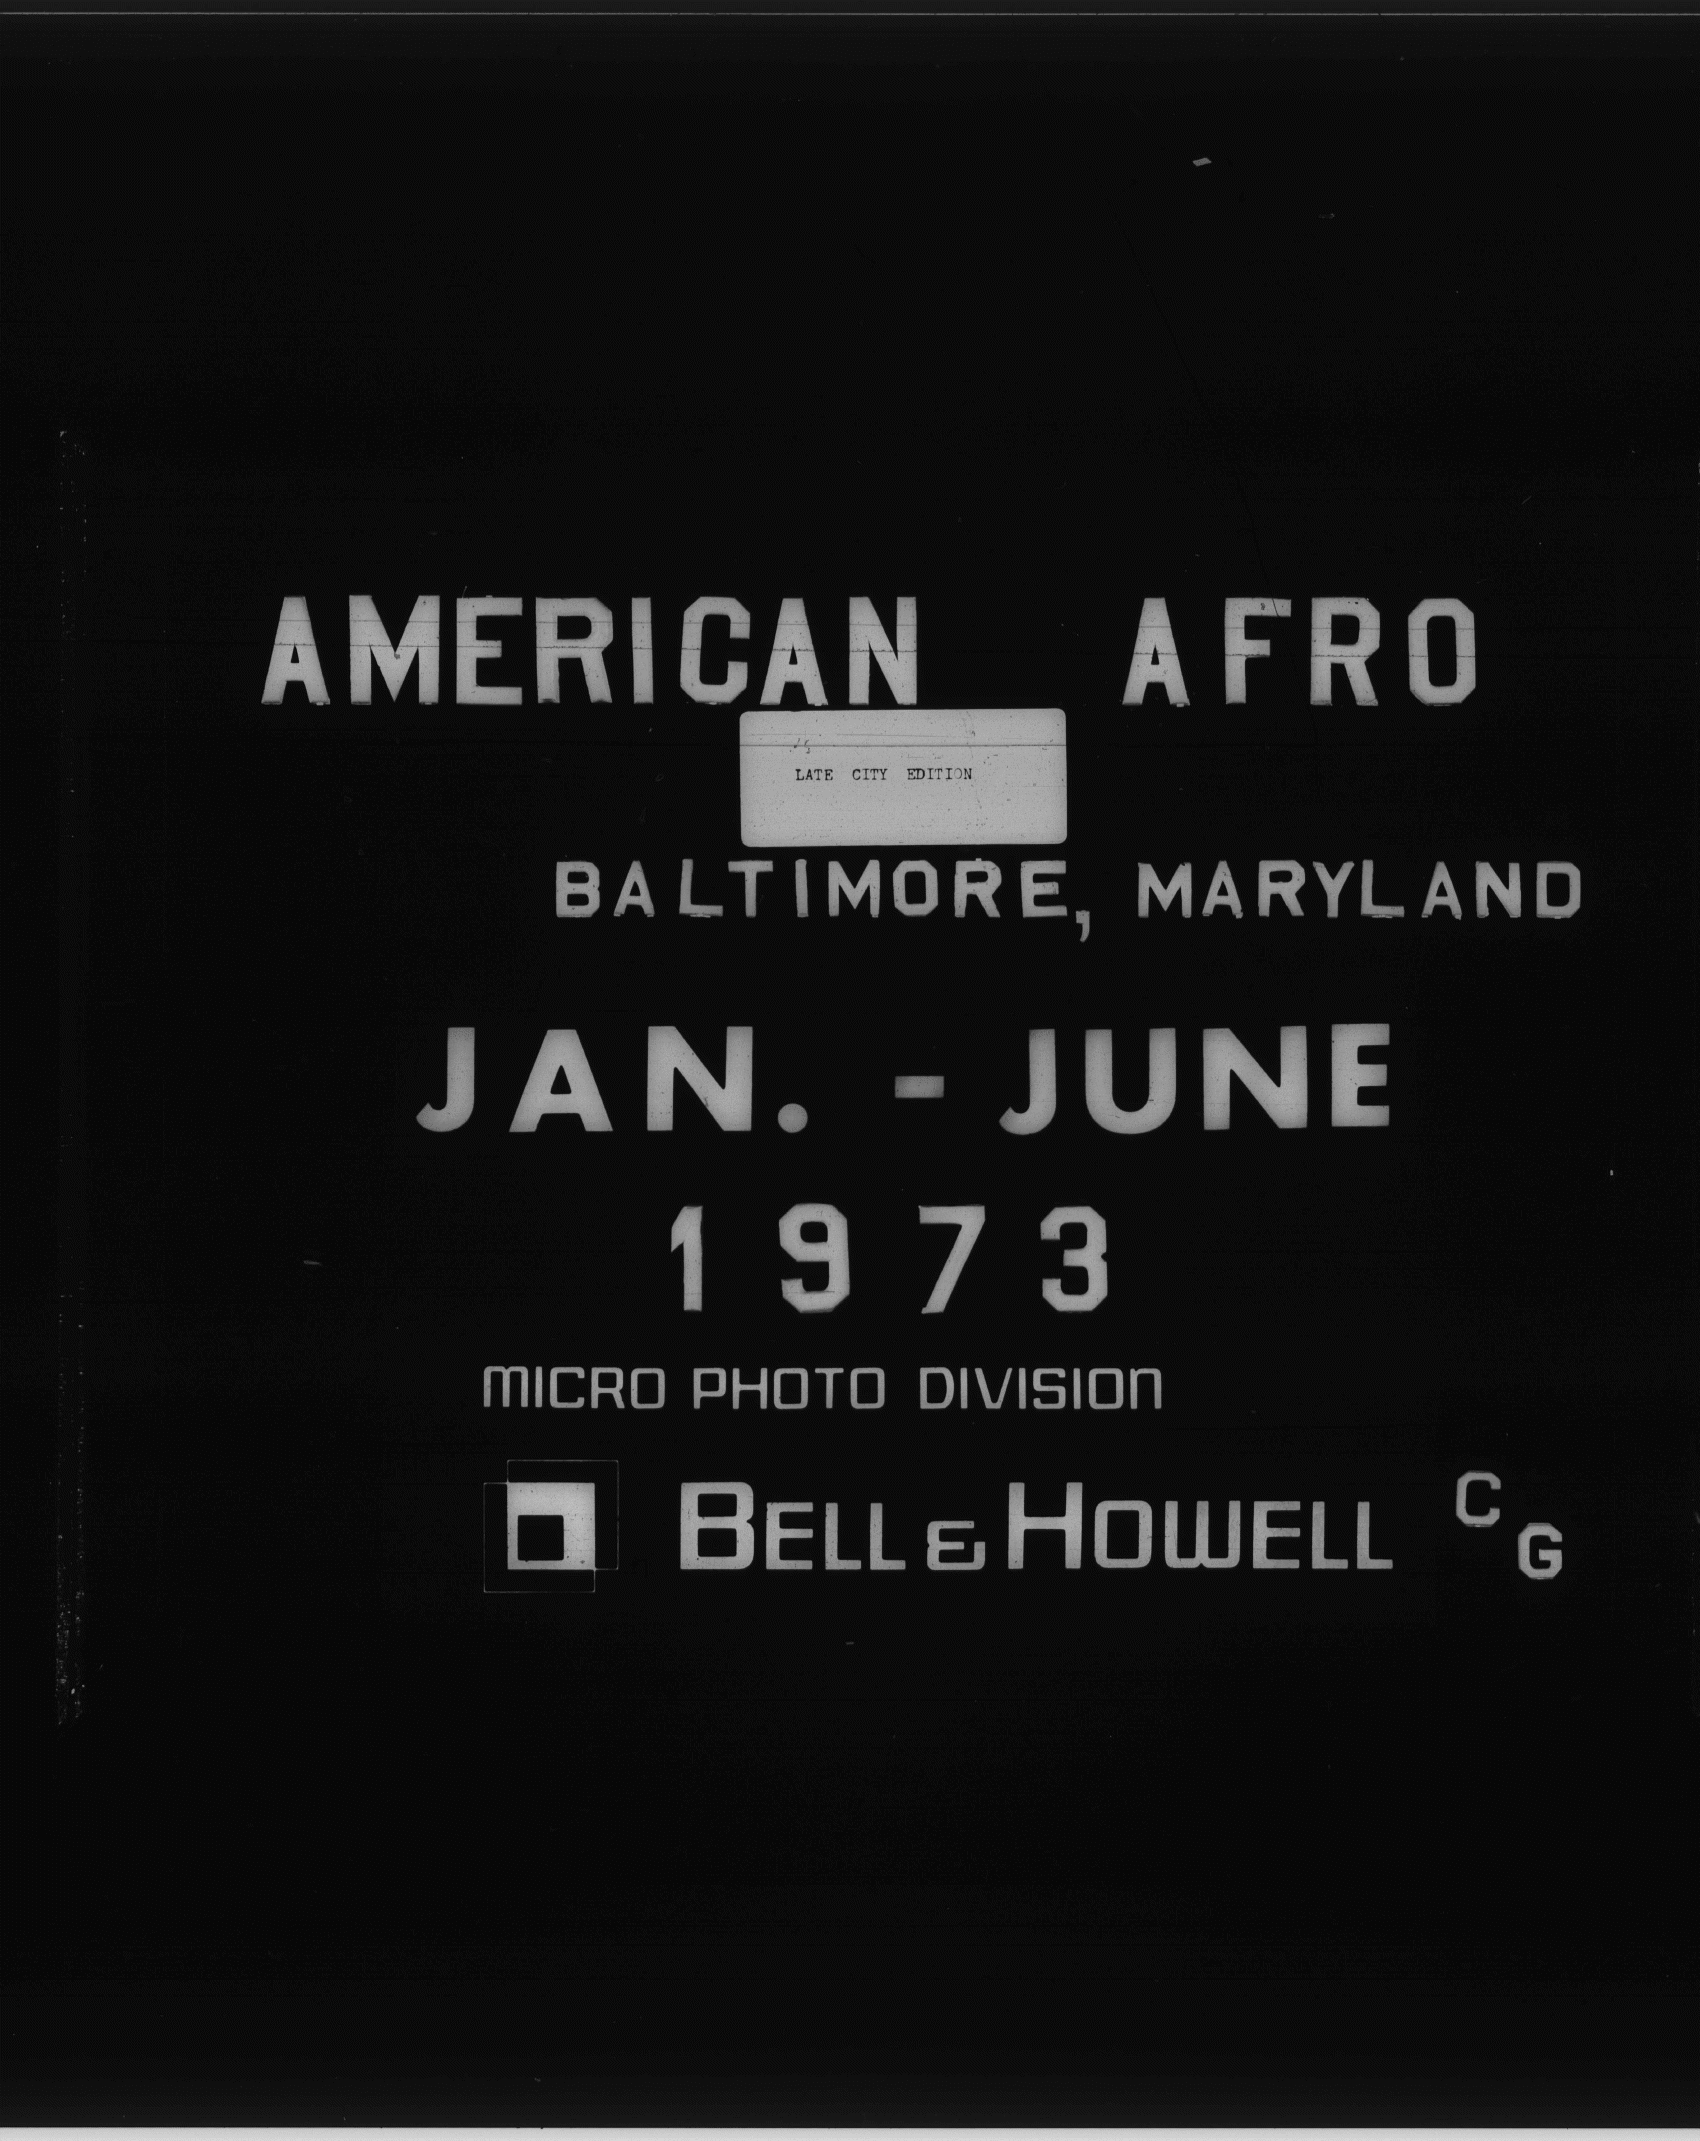 AMERICAN AFRO
LATE CITY EDITION
BALTIMORE, MARYLAND
JAN. - JUNE
1973
MICRO PHOTO DIVISION
BELL & HOWELL C G